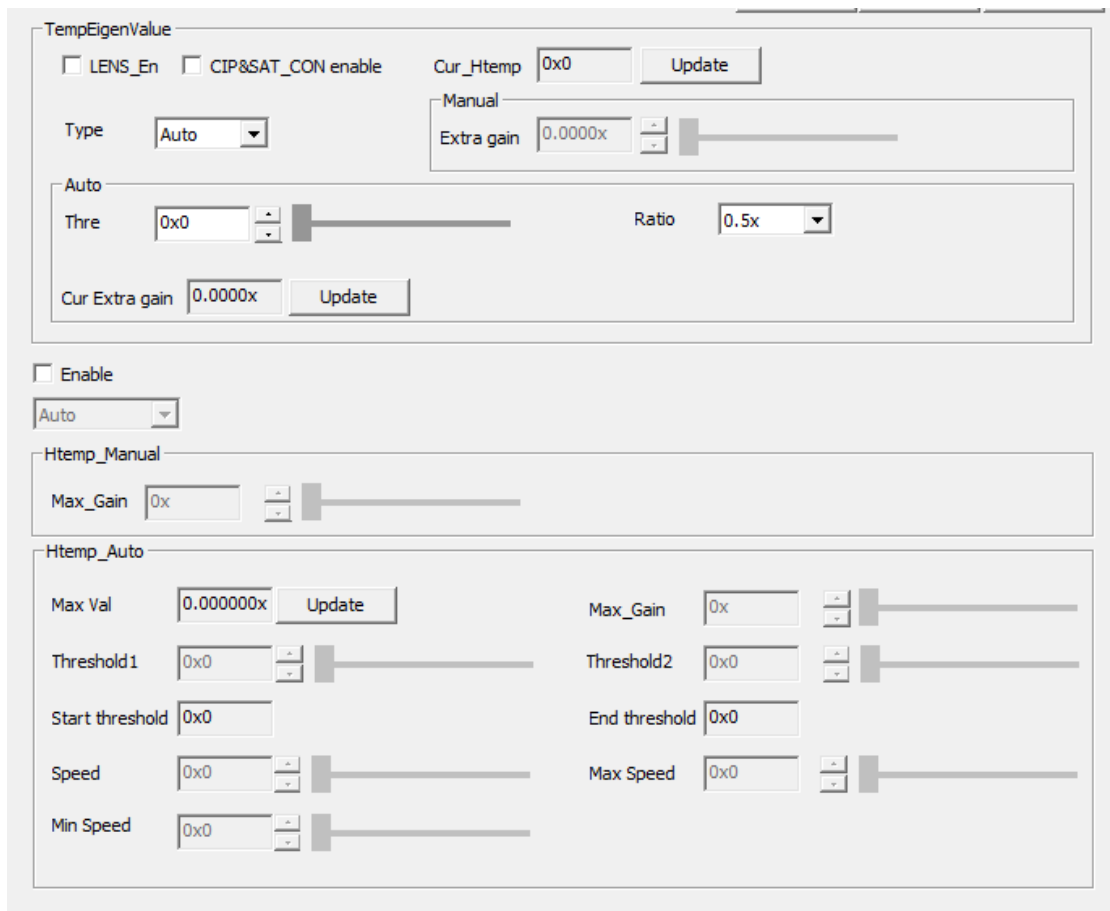 TempEigenValue
LENS_En CIP&SAT_CON enable Cur_Htemp 0x0 Update
Manual
Type Auto Extra gain 0.0000x
Auto
Thre 0x0 Ratio 0.5x
Cur Extra gain 0.0000x Update
Enable
Auto
Htemp_Manual
Max_Gain 0x
Htemp_Auto
Max Val 0.000000x Update Max_Gain 0x
Threshold1 0x0 Threshold2 0x0
Start threshold 0x0 End threshold 0x0
Speed 0x0 Max Speed 0x0
Min Speed 0x0